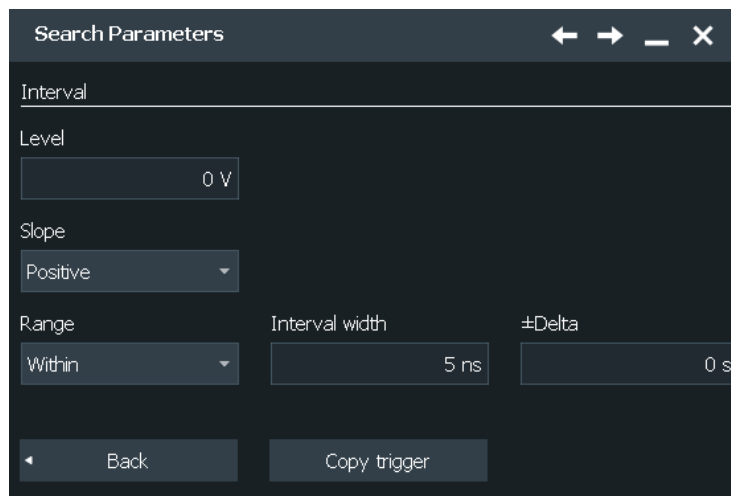 Search Parameters
Interval
Level
0 V
Slope
Positive
Range Interval width ±Delta
Within 5 ns 0 s
Back Copy trigger